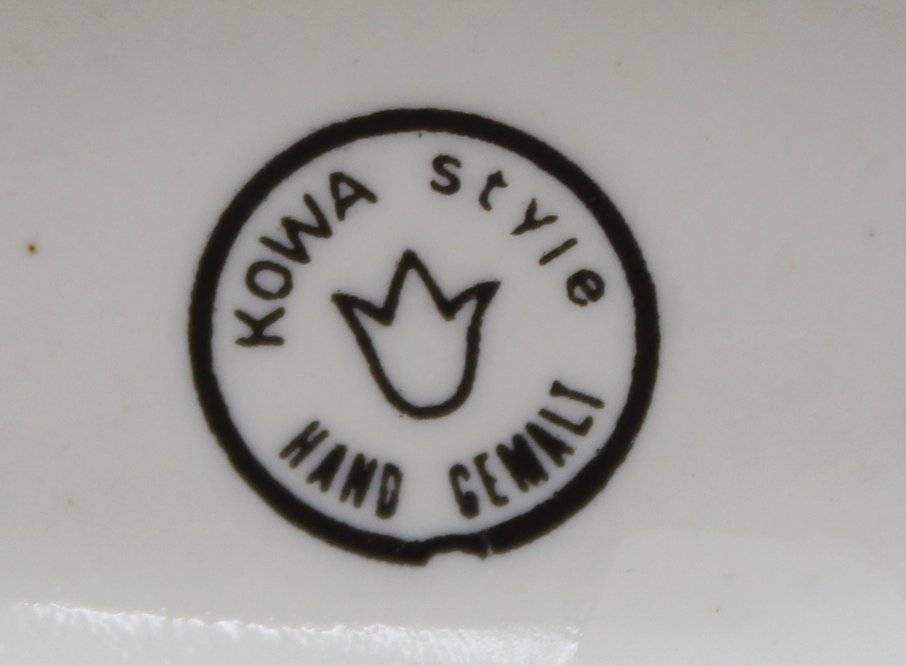 KOWA style
HAND GEMALT